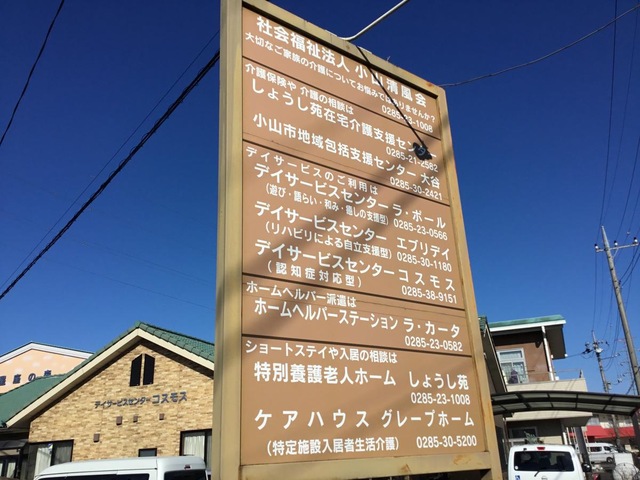 社会福祉法人 小山清風会
大切なご家族の介護についてお悩みではありませんか?
介護保険や 介護の相談は 0285-23-1008
しょうし苑在宅介護支援センター
0285-21-2582
小山市地域包括支援センター 大谷
0285-30-2421
デイサービスのご利用は
デイサービスセンター ラ・ポール
(遊び・語らい・和み・癒しの支援型) 0285-23-0566
デイサービスセンター エブリデイ
(リハビリによる自立支援型) 0285-30-1180
デイサービスセンター コスモス
(認知症対応型) 0285-38-9151
ホームヘルパー派遣は
ホームヘルパーステーション ラ・カータ
0285-23-0582
ショートステイや入居の相談は
特別養護老人ホーム しょうし苑
0285-23-1008
ケアハウス グレープホーム
(特定施設入居者生活介護) 0285-30-5200
デイサービスセンター コスモス